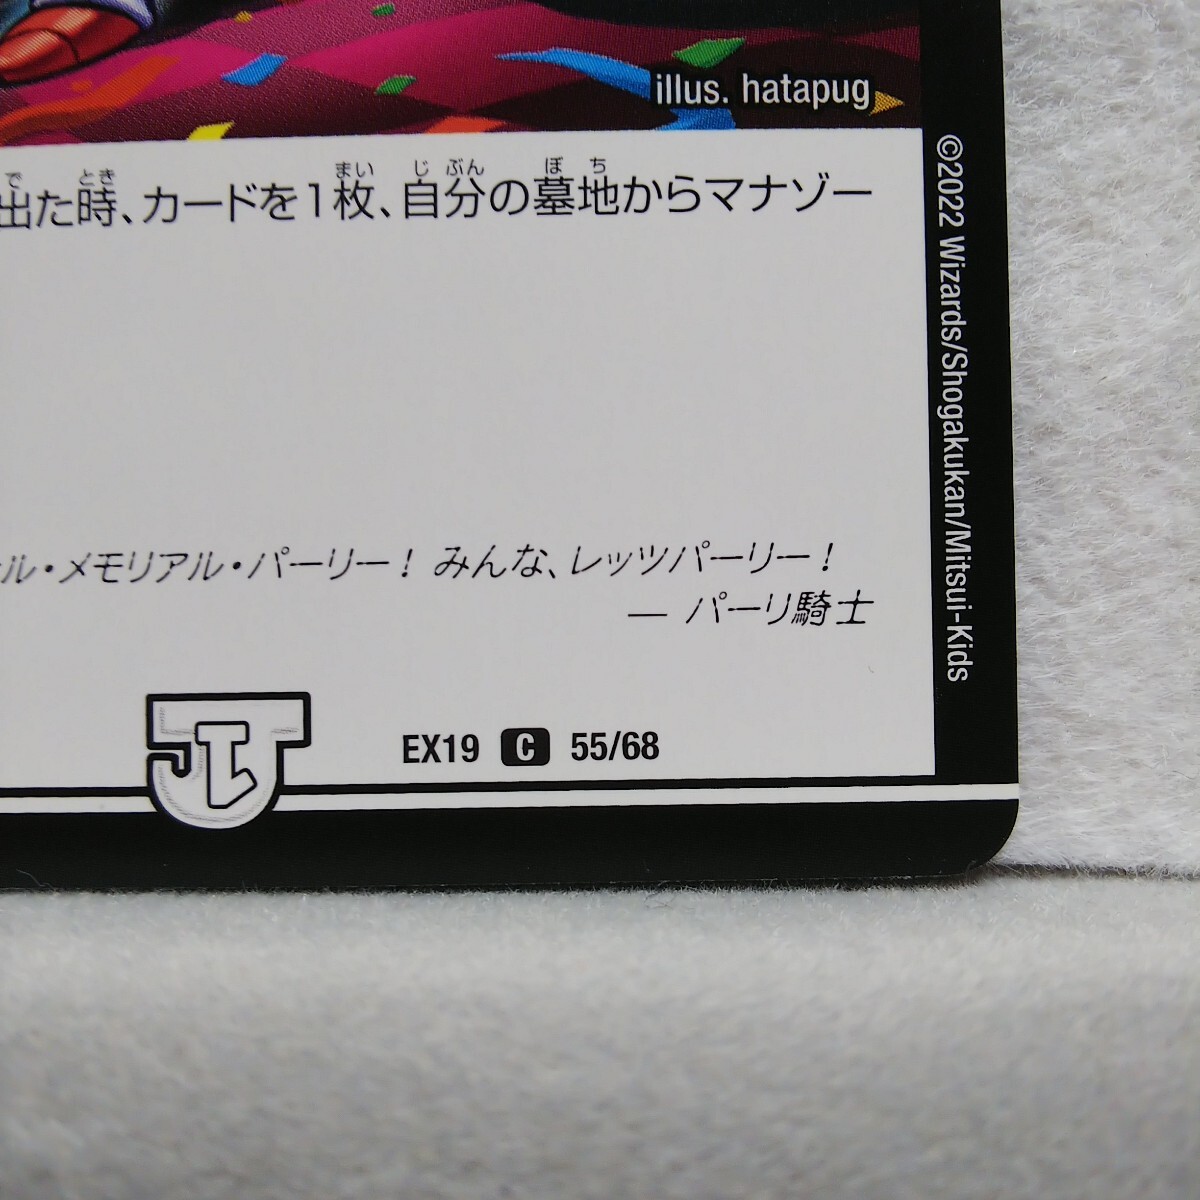 illus. hatapug
出た時、カードを1枚、自分の墓地からマナゾー
ル・メモリアル・パーリー！ みんな、レッツパーリー！
— パーリ騎士
EX19 C 55/68
©2022 Wizards/Shogakukan/Mitsui-Kids